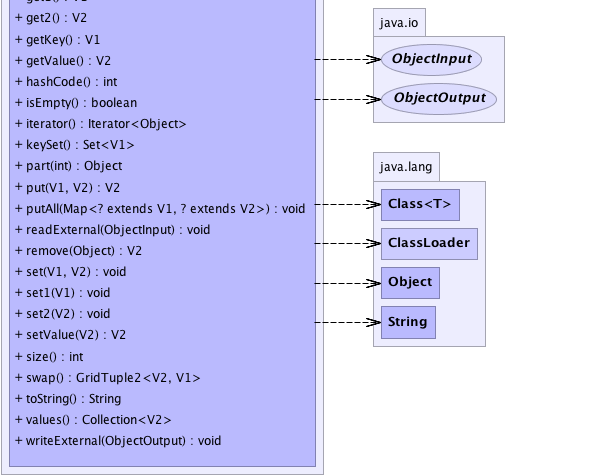 + get2() : V2
+ getKey() : V1
+ getValue() : V2
+ hashCode() : int
+ isEmpty() : boolean
+ iterator() : Iterator<Object>
+ keySet() : Set<V1>
+ part(int) : Object
+ put(V1, V2) : V2
+ putAll(Map<? extends V1, ? extends V2>) : void
+ readExternal(ObjectInput) : void
+ remove(Object) : V2
+ set(V1, V2) : void
+ set1(V1) : void
+ set2(V2) : void
+ setValue(V2) : V2
+ size() : int
+ swap() : GridTuple2<V2, V1>
+ toString() : String
+ values() : Collection<V2>
+ writeExternal(ObjectOutput) : void
java.io
ObjectInput
ObjectOutput
java.lang
Class<T>
ClassLoader
Object
String